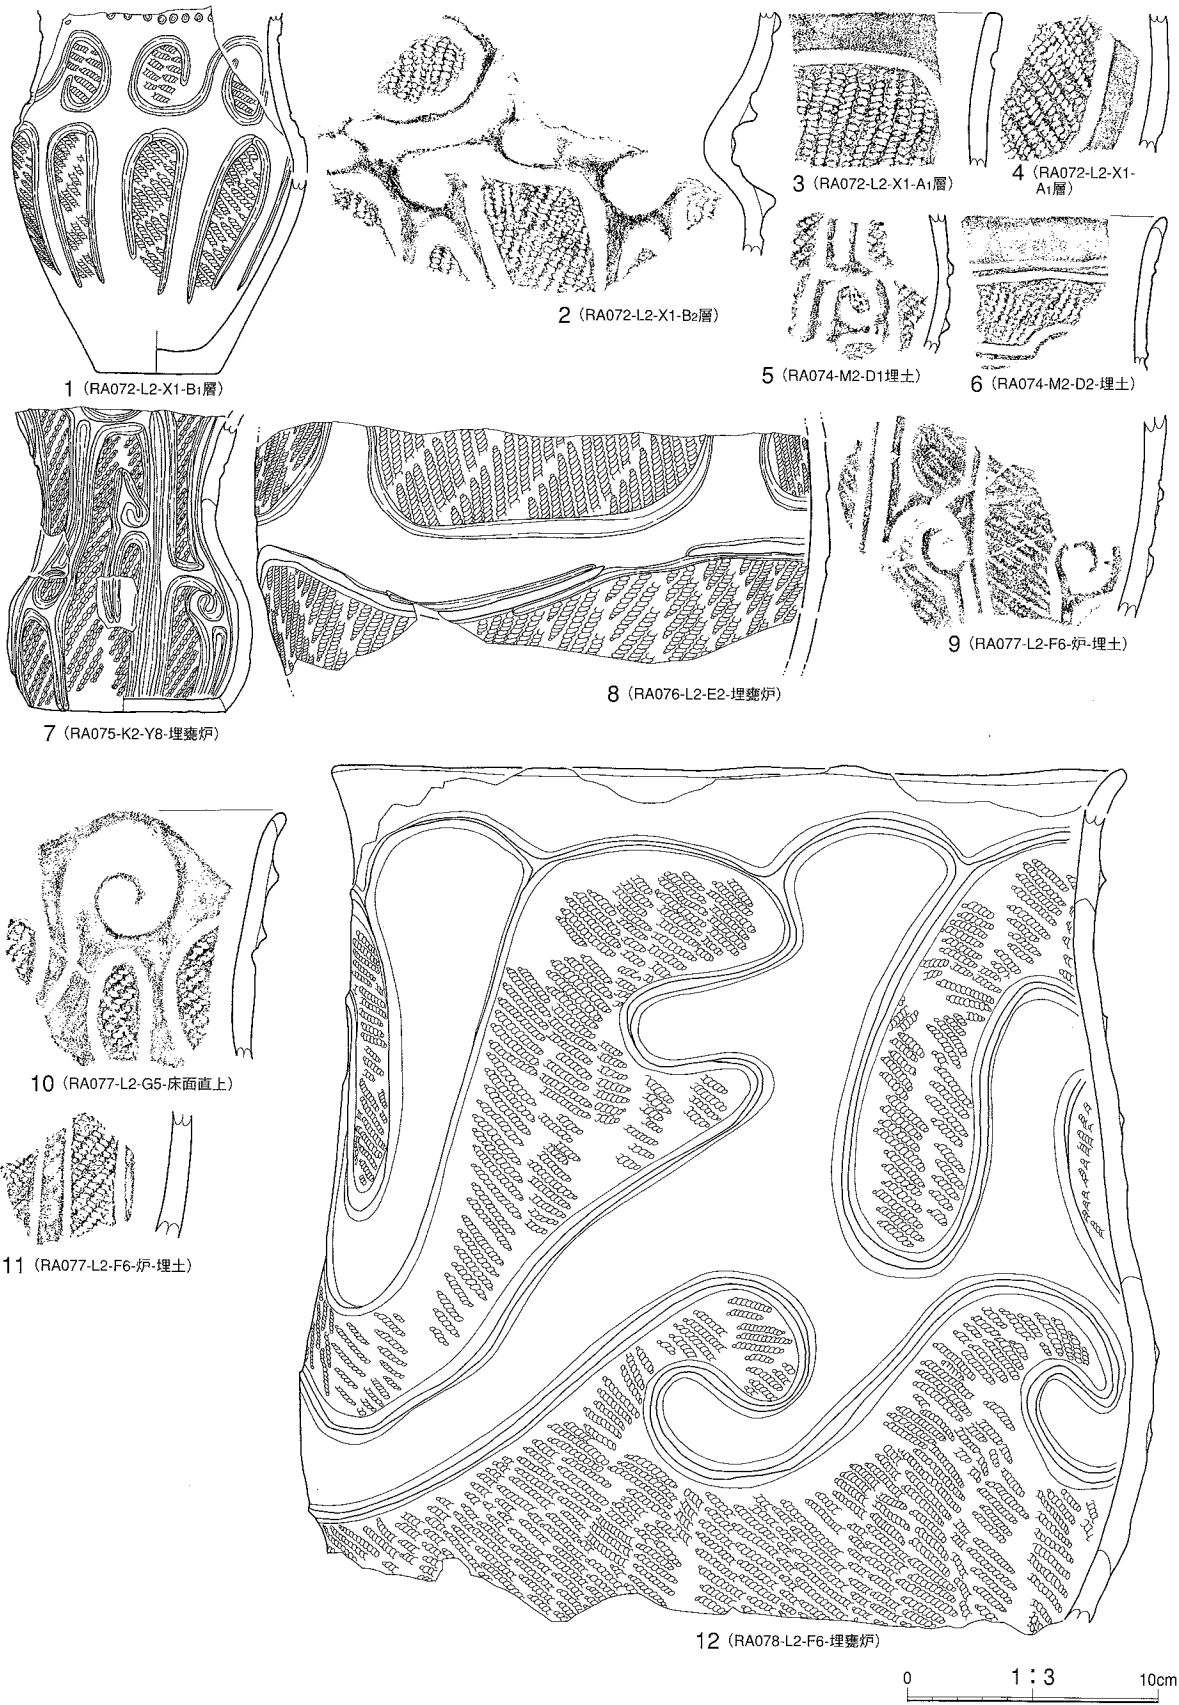 1 (RA072-L2-X1-B1層)
2 (RA072-L2-X1-B2層)
3 (RA072-L2-X1-A1層)
4 (RA072-L2-X1-
A1層)
5 (RA074-M2-D1埋土)
6 (RA074-M2-D2-埋土)
7 (RA075-K2-Y8-埋甕炉)
8 (RA076-L2-E2-埋甕炉)
9 (RA077-L2-F6-炉-埋土)
10 (RA077-L2-G5-床面直上)
11 (RA077-L2-F6-炉-埋土)
12 (RA078-L2-F6-埋甕炉)
0 1:3 10cm